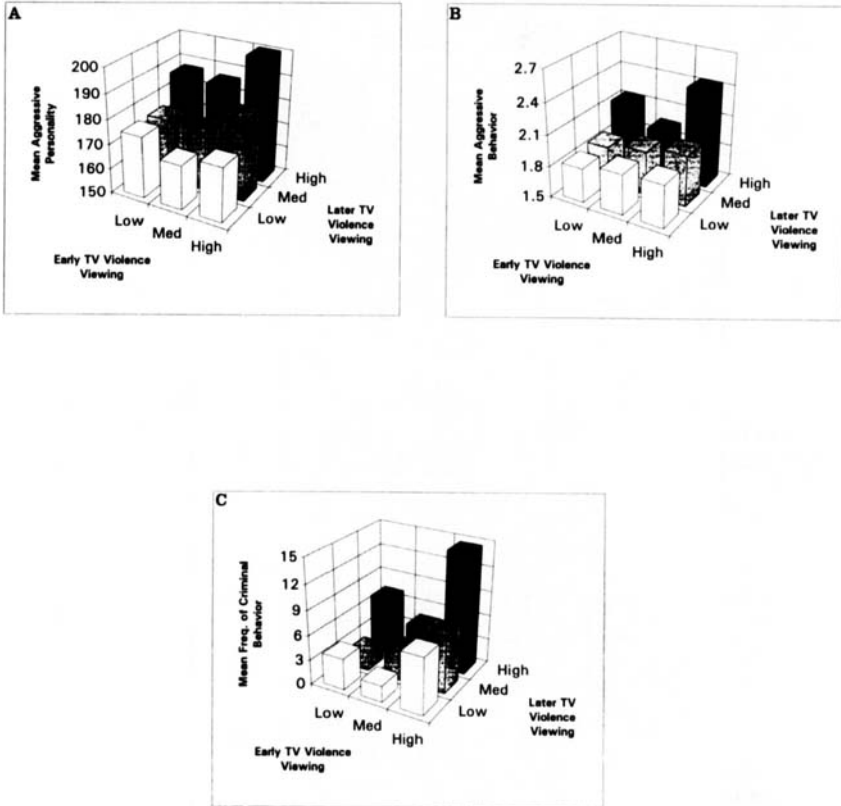 A
200
190
180
170
160
150
Mean Aggressive
Personality
Low
Med
High
Low
Med
High
Early TV Violence
Viewing
Later TV
Violence
Viewing
B
2.7
2.4
2.1
1.8
1.5
Mean Aggressive
Behavior
Low
Med
High
Low
Med
High
Early TV Violence
Viewing
Later TV
Violence
Viewing
C
15
12
9
6
3
0
Mean Freq. of Criminal
Behavior
Low
Med
High
Low
Med
High
Early TV Violence
Viewing
Later TV
Violence
Viewing